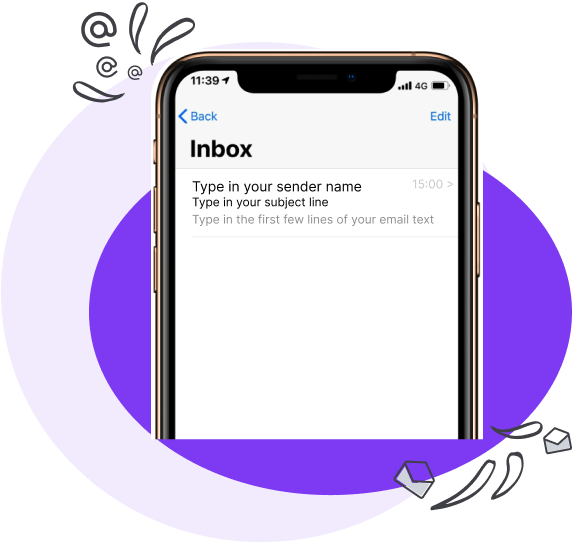 @
@
@
11:39
4G
Back
Edit
Inbox
Type in your sender name
15:00 >
Type in your subject line
Type in the first few lines of your email text